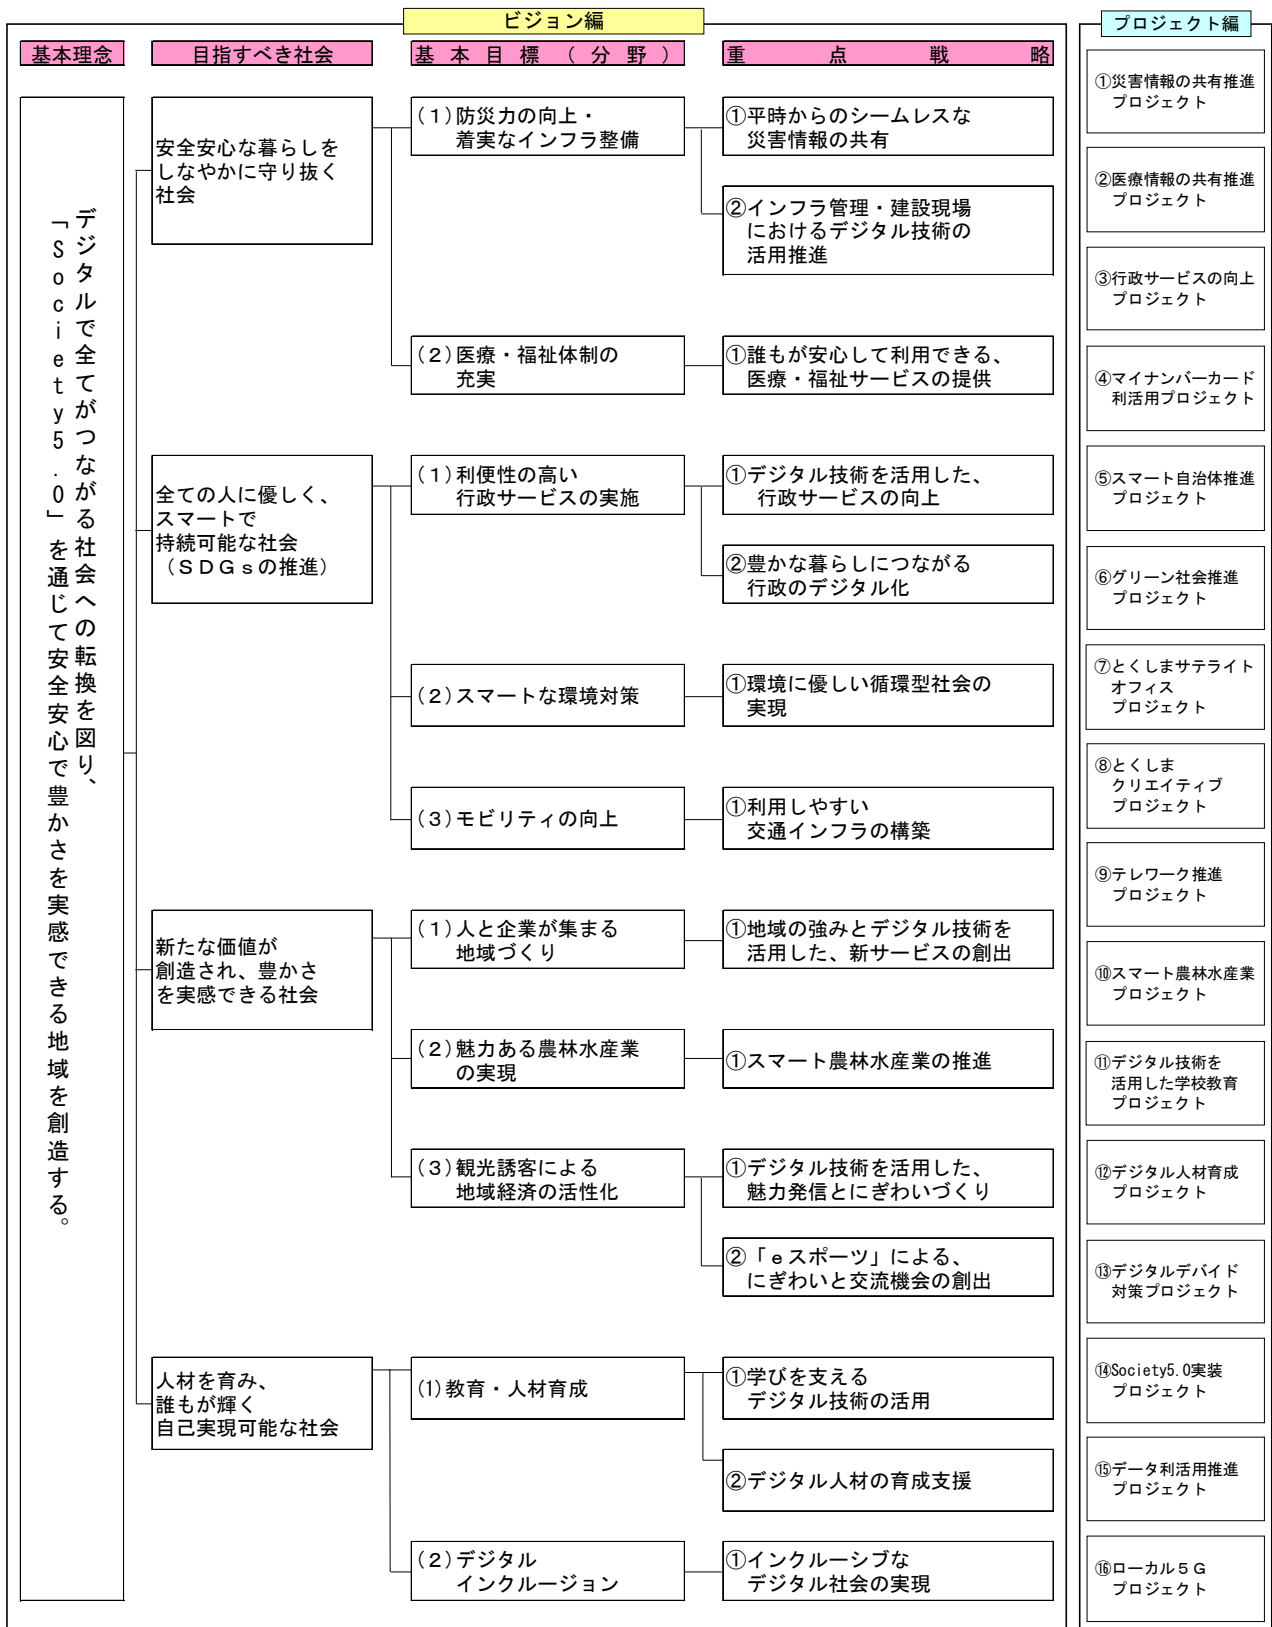 ビジョン編
プロジェクト編
基本理念
目指すべき社会
基本目標（分野）
重点戦略
デジタルで全てがつながる社会への転換を図り、
「Society5.0」を通じて安全安心で豊かさを実感できる地域を創造する。
安全安心な暮らしを
しなやかに守り抜く
社会
(1)防災力の向上・
着実なインフラ整備
①平時からのシームレスな
災害情報の共有
②インフラ管理・建設現場
におけるデジタル技術の
活用推進
(2)医療・福祉体制の
充実
①誰もが安心して利用できる、
医療・福祉サービスの提供
全ての人に優しく、
スマートで
持続可能な社会
（ＳＤＧｓの推進）
(1)利便性の高い
行政サービスの実施
①デジタル技術を活用した、
行政サービスの向上
②豊かな暮らしにつながる
行政のデジタル化
(2)スマートな環境対策
①環境に優しい循環型社会の
実現
(3)モビリティの向上
①利用しやすい
交通インフラの構築
新たな価値が
創造され、豊かさ
を実感できる社会
(1)人と企業が集まる
地域づくり
①地域の強みとデジタル技術を
活用した、新サービスの創出
(2)魅力ある農林水産業
の実現
①スマート農林水産業の推進
(3)観光誘客による
地域経済の活性化
①デジタル技術を活用した、
魅力発信とにぎわいづくり
②「ｅスポーツ」による、
にぎわいと交流機会の創出
人材を育み、
誰もが輝く
自己実現可能な社会
(1)教育・人材育成
①学びを支える
デジタル技術の活用
②デジタル人材の育成支援
(2)デジタル
インクルージョン
①インクルーシブな
デジタル社会の実現
①災害情報の共有推進
プロジェクト
②医療情報の共有推進
プロジェクト
③行政サービスの向上
プロジェクト
④マイナンバーカード
利活用プロジェクト
⑤スマート自治体推進
プロジェクト
⑥グリーン社会推進
プロジェクト
⑦とくしまサテライト
オフィス
プロジェクト
⑧とくしま
クリエイティブ
プロジェクト
⑨テレワーク推進
プロジェクト
⑩スマート農林水産業
プロジェクト
⑪デジタル技術を
活用した学校教育
プロジェクト
⑫デジタル人材育成
プロジェクト
⑬デジタルデバイド
対策プロジェクト
⑭Society5.0実装
プロジェクト
⑮データ利活用推進
プロジェクト
⑯ローカル５Ｇ
プロジェクト